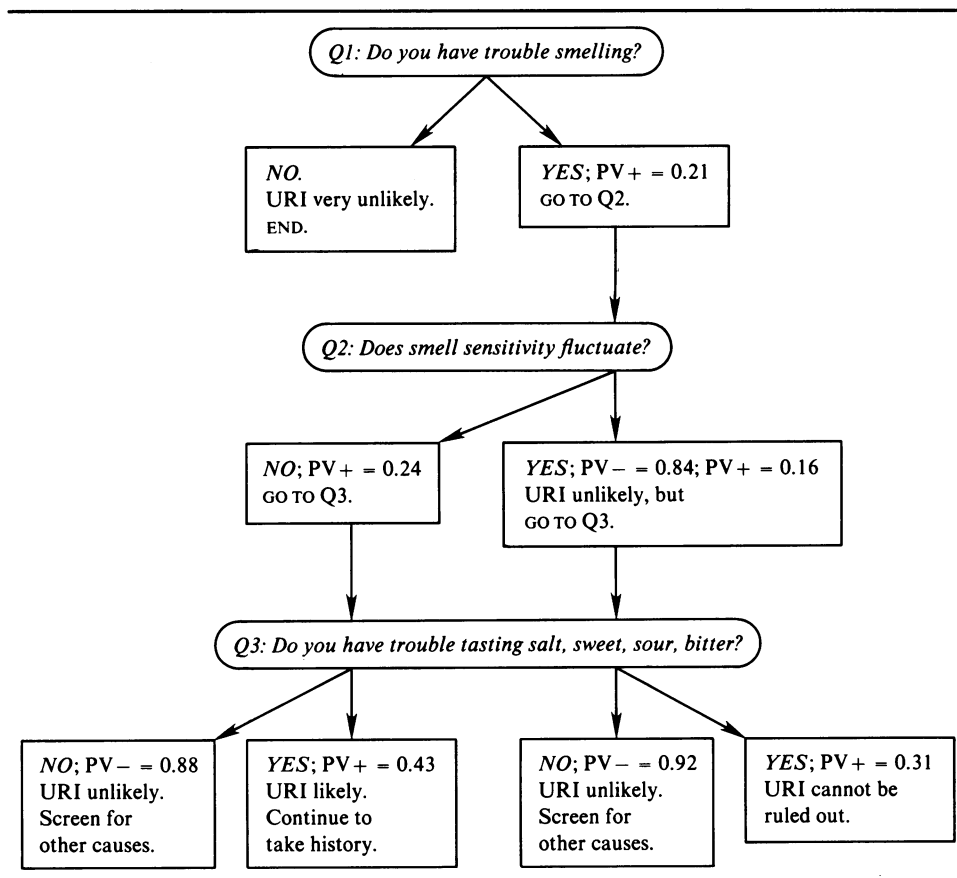 Q1: Do you have trouble smelling?
NO.
URI very unlikely.
END.
YES; PV+ = 0.21
GO TO Q2.
Q2: Does smell sensitivity fluctuate?
NO; PV+ = 0.24
GO TO Q3.
YES; PV− = 0.84; PV+ = 0.16
URI unlikely, but
GO TO Q3.
Q3: Do you have trouble tasting salt, sweet, sour, bitter?
NO; PV− = 0.88
URI unlikely.
Screen for
other causes.
YES; PV+ = 0.43
URI likely.
Continue to
take history.
NO; PV− = 0.92
URI unlikely.
Screen for
other causes.
YES; PV+ = 0.31
URI cannot be
ruled out.